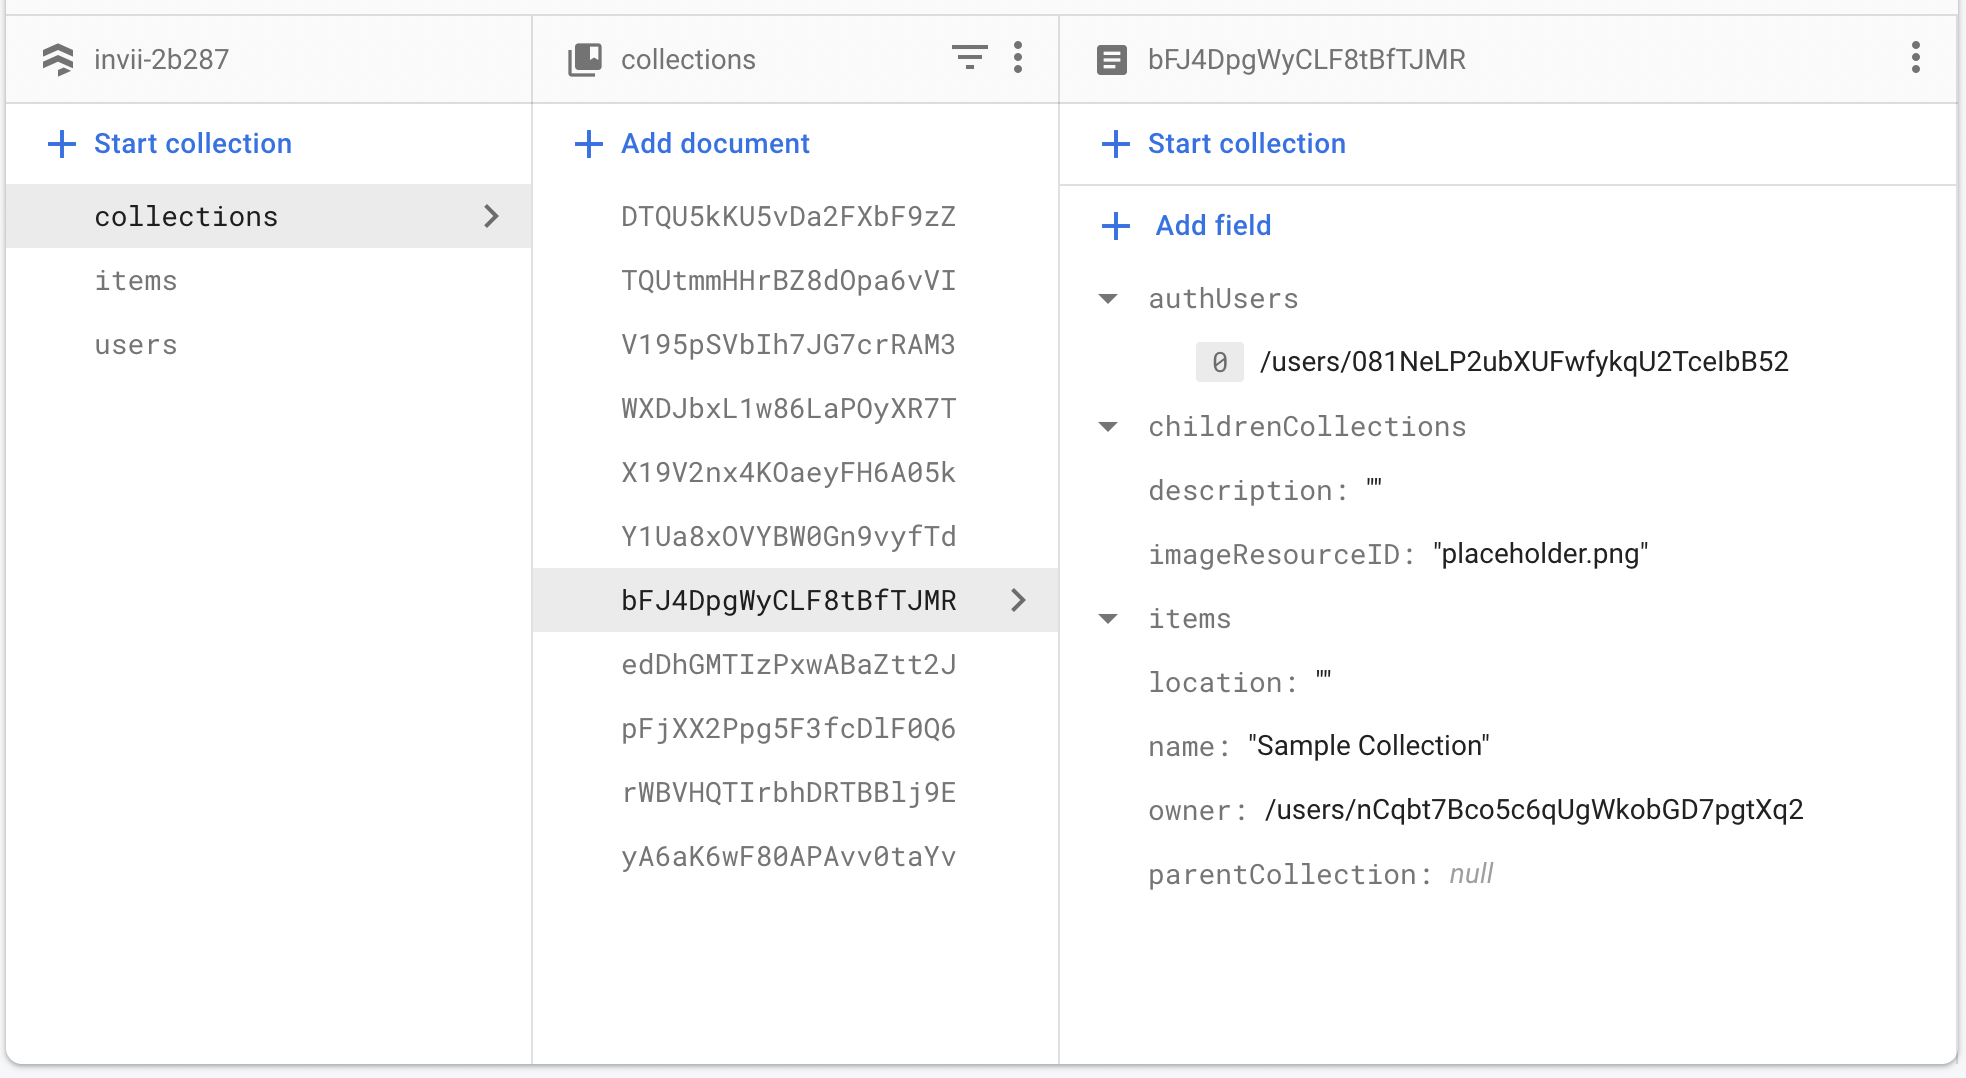 invii-2b287
Start collection
collections
items
users
collections
Add document
DTQU5kKU5vDa2FXbF9zZ
TQUtmmHHrBZ8dOpa6vVI
V195pSVbIh7JG7crRAM3
WXDJbxL1w86LaPOyXR7T
X19V2nx4KOaeyFH6A05k
Y1Ua8xOVYBW0Gn9vyfTd
bFJ4DpgWyCLF8tBfTJMR
edDhGMTIzPxwABaZtt2J
pFjXX2Ppg5F3fcDlF0Q6
rWBVHQTIrbhDRTBBlj9E
yA6aK6wF80APAvv0taYv
bFJ4DpgWyCLF8tBfTJMR
Start collection
Add field
authUsers
0 /users/081NeLP2ubXUFwfykqU2TceIbB52
childrenCollections
description: ""
imageResourceID: "placeholder.png"
items
location: ""
name: "Sample Collection"
owner: /users/nCqbt7Bco5c6qUgWkobGD7pgtXq2
parentCollection: null